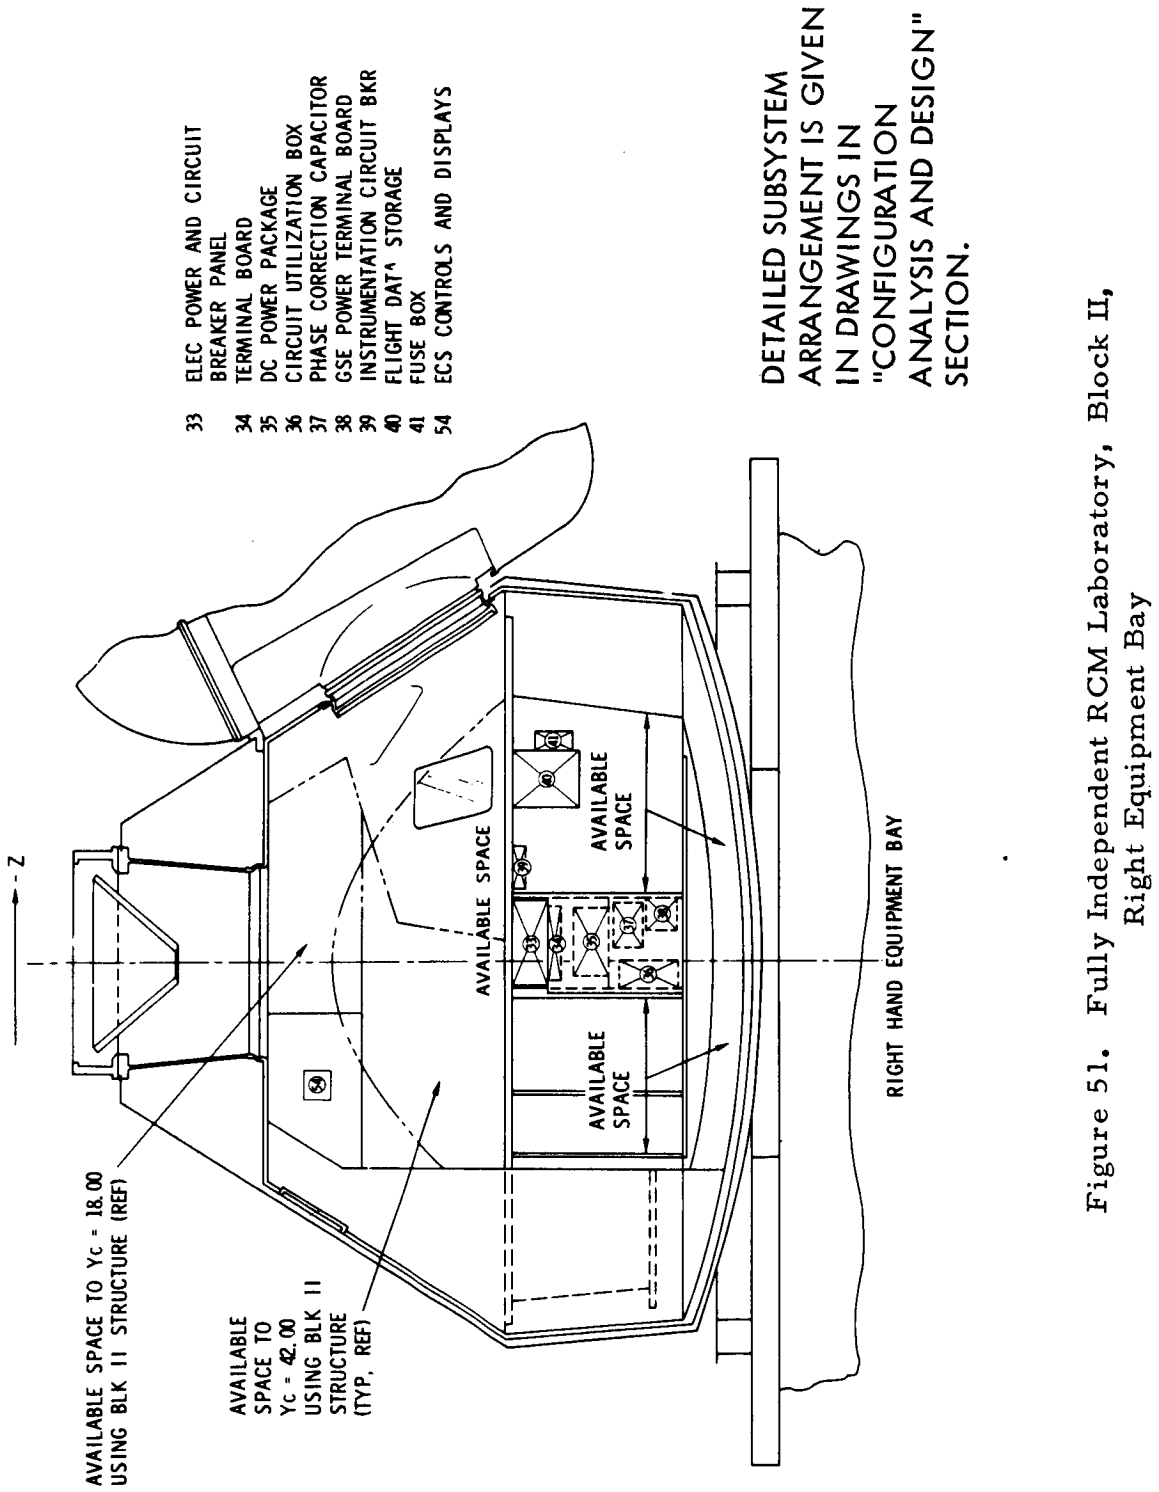 AVAILABLE SPACE TO Yc = 18.00
USING BLK II STRUCTURE (REF)
AVAILABLE
SPACE TO
Yc = 42.00
USING BLK II
STRUCTURE
(TYP, REF)
- Z
33 ELEC POWER AND CIRCUIT
BREAKER PANEL
34 TERMINAL BOARD
35 DC POWER PACKAGE
36 CIRCUIT UTILIZATION BOX
37 PHASE CORRECTION CAPACITOR
38 GSE POWER TERMINAL BOARD
39 INSTRUMENTATION CIRCUIT BKR
40 FLIGHT DATA STORAGE
41 FUSE BOX
54 ECS CONTROLS AND DISPLAYS
54
AVAILABLE SPACE
33
34
35
37
39
40
41
AVAILABLE
SPACE
AVAILABLE
SPACE
RIGHT HAND EQUIPMENT BAY
DETAILED SUBSYSTEM
ARRANGEMENT IS GIVEN
IN DRAWINGS IN
"CONFIGURATION
ANALYSIS AND DESIGN"
SECTION.
Figure 51. Fully Independent RCM Laboratory, Block II,
Right Equipment Bay